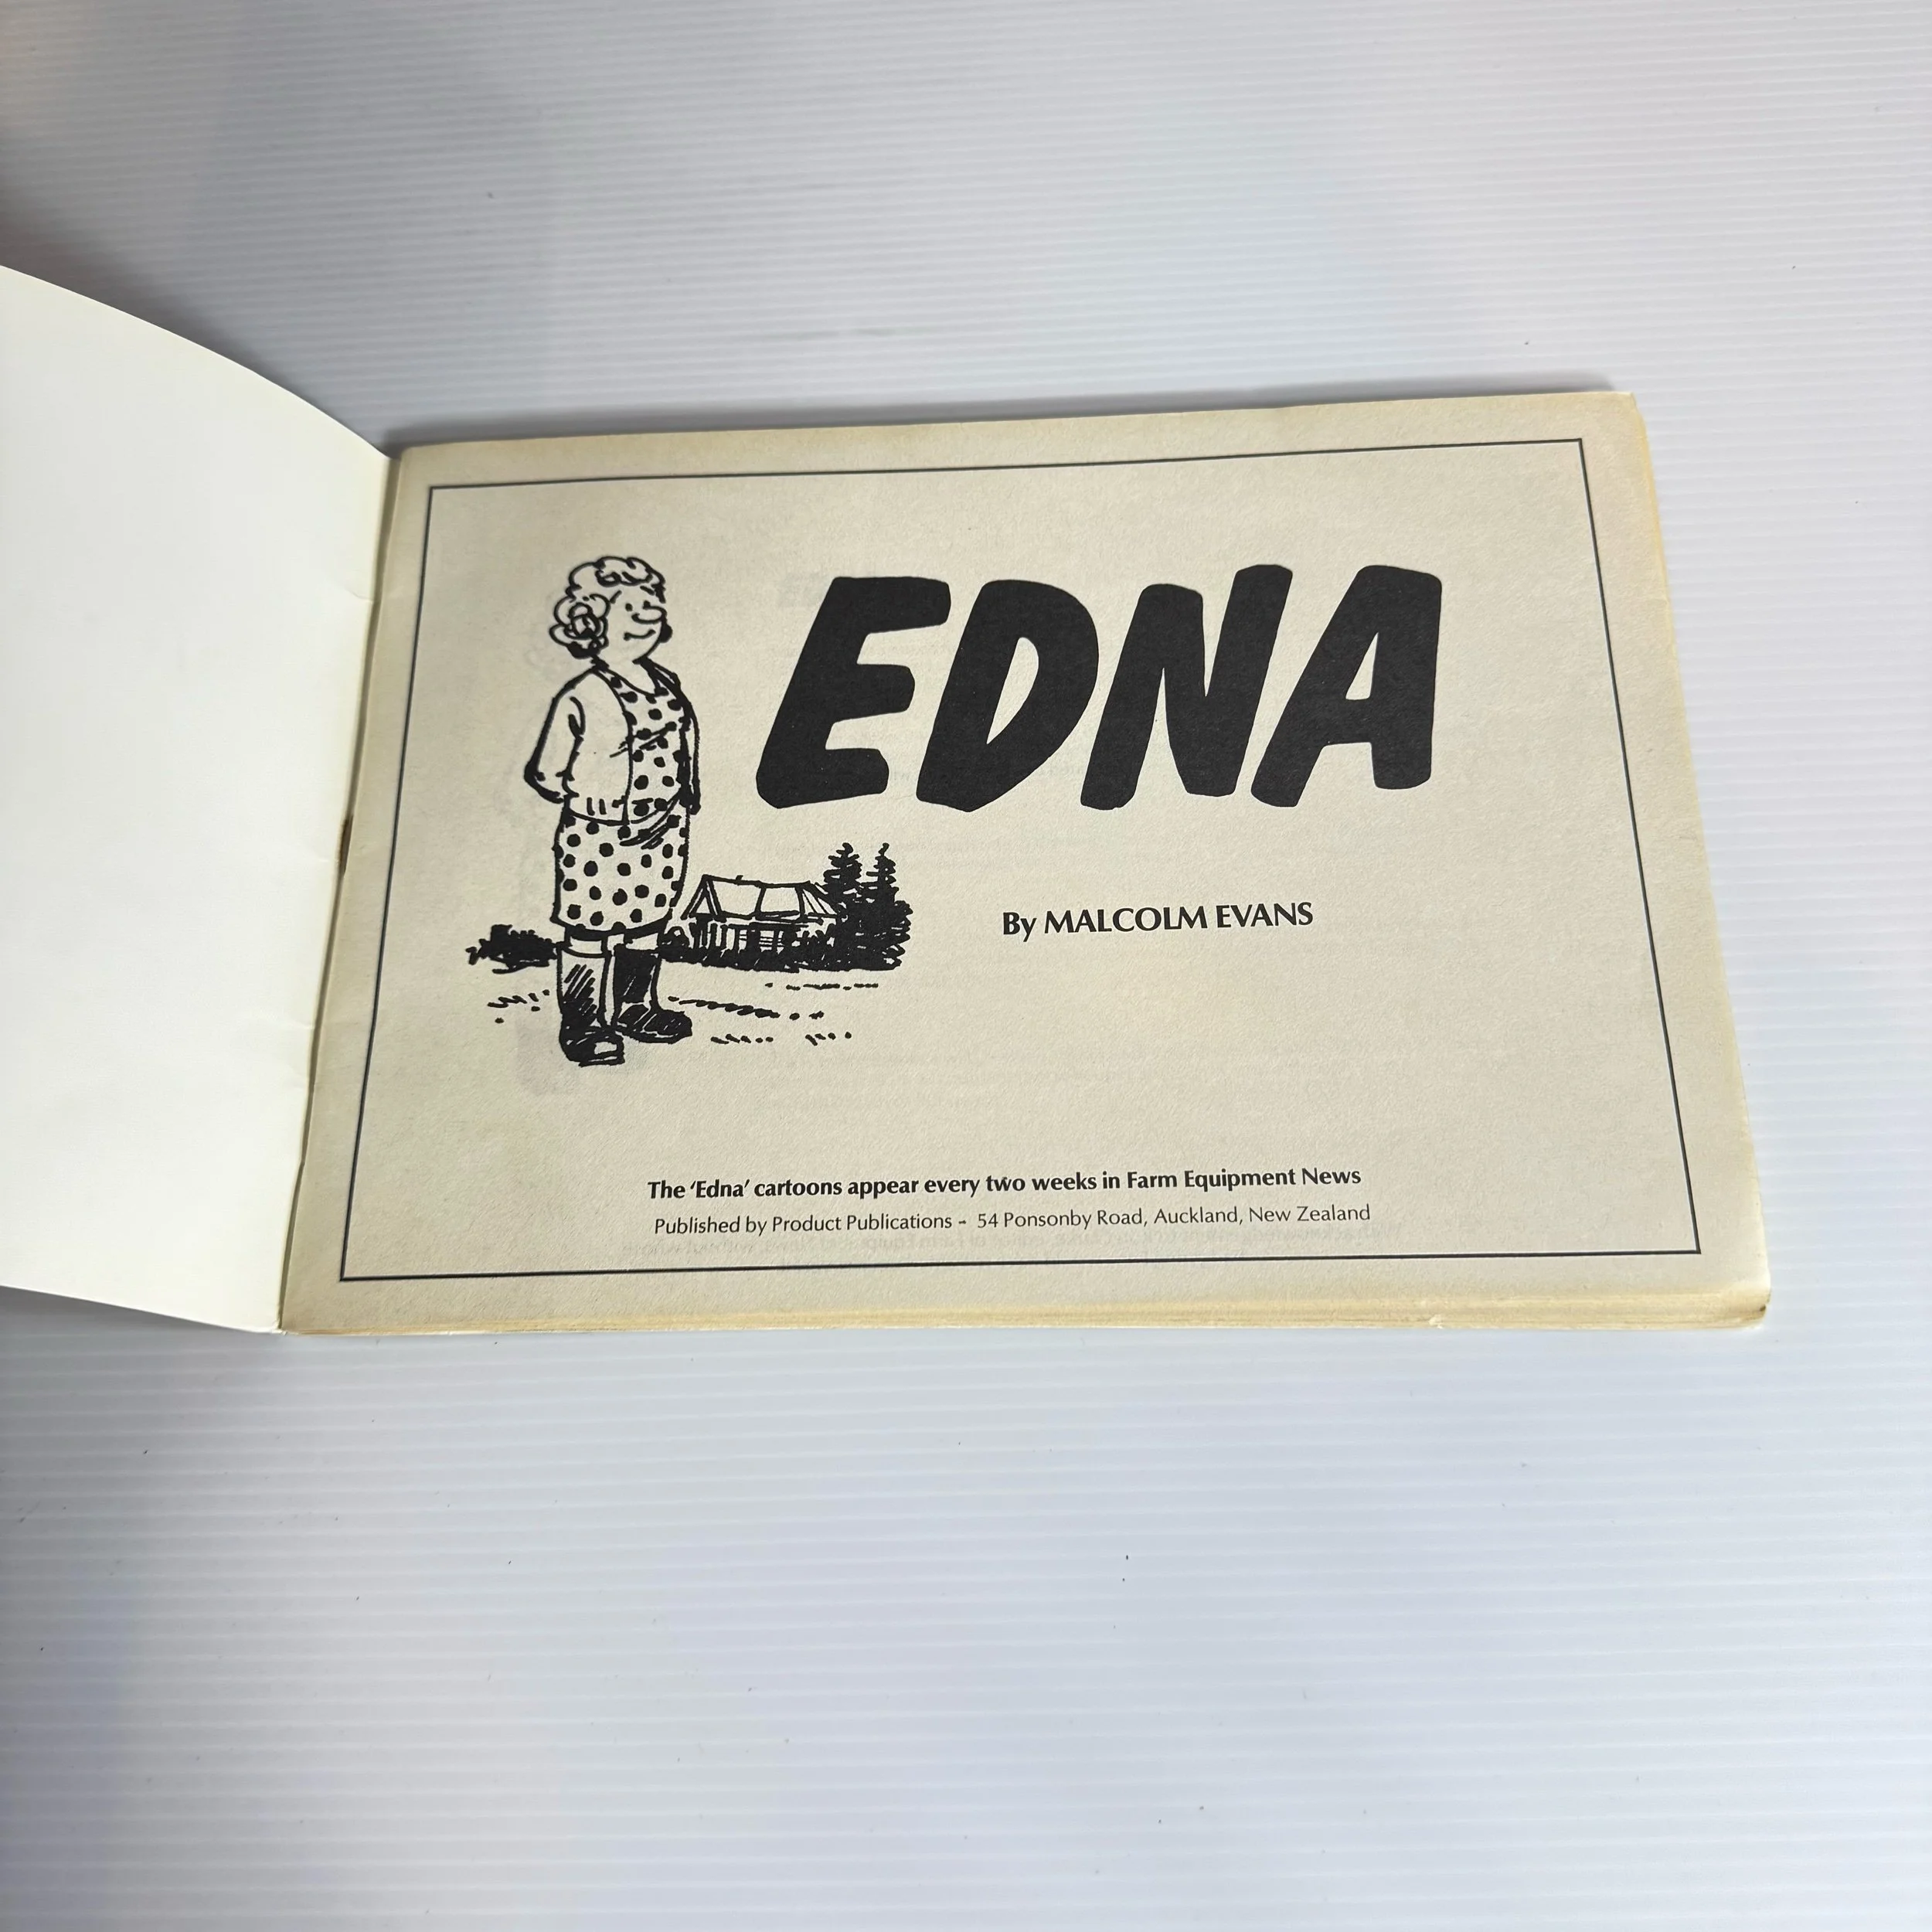 EDNA
By MALCOLM EVANS
The ‘Edna’ cartoons appear every two weeks in Farm Equipment News
Published by Product Publications - 54 Ponsonby Road, Auckland, New Zealand